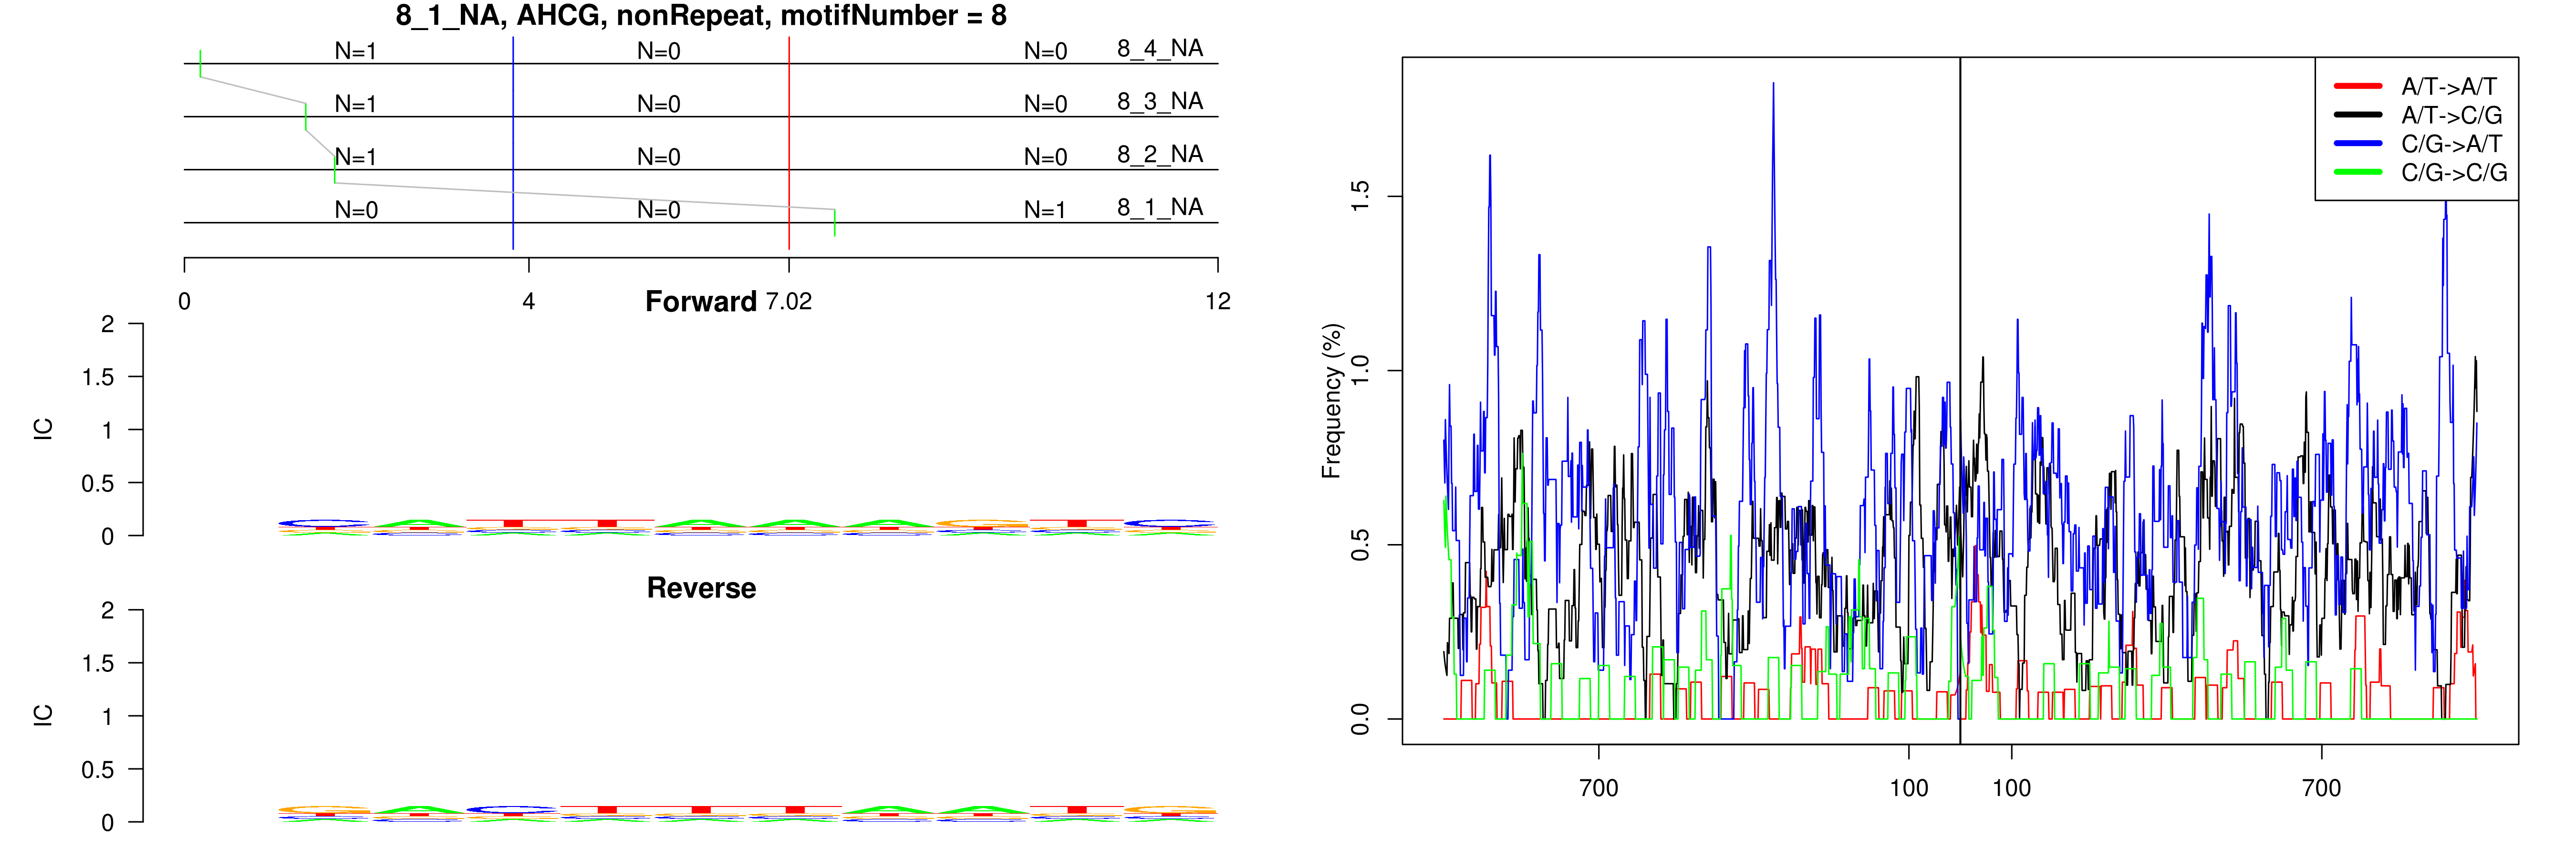 8_1_NA, AHCG, nonRepeat, motifNumber = 8
N=1 N=0 N=0 8_4_NA
N=1 N=0 N=0 8_3_NA
N=1 N=0 N=0 8_2_NA
N=0 N=0 N=1 8_1_NA
0 4 7.02 12
Forward
IC
2
1.5
1
0.5
0
C A T T A A A G T C
Reverse
IC
2
1.5
1
0.5
0
G A C T T T A A T G
Frequency (%)
1.5
1.0
0.5
0.0
700 100 100 700
A/T->A/T
A/T->C/G
C/G->A/T
C/G->C/G